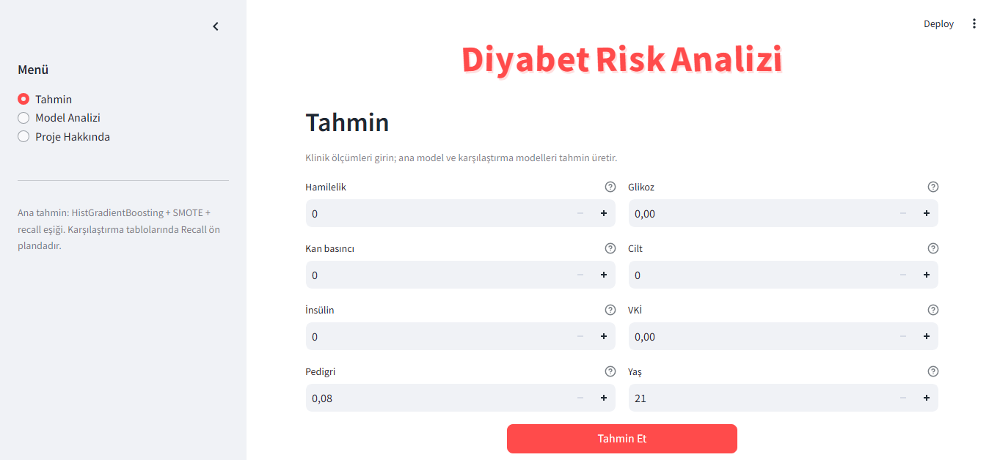 Deploy
Menü
Tahmin
Model Analizi
Proje Hakkında
Ana tahmin: HistGradientBoosting + SMOTE +
recall eşiği. Karşılaştırma tablolarında Recall ön
plandadır.
Diyabet Risk Analizi
Tahmin
Klinik ölçümleri girin; ana model ve karşılaştırma modelleri tahmin üretir.
Hamilelik
0
Glikoz
0,00
Kan basıncı
0
Cilt
0
İnsülin
0
VKİ
0,00
Pedigri
0,08
Yaş
21
Tahmin Et